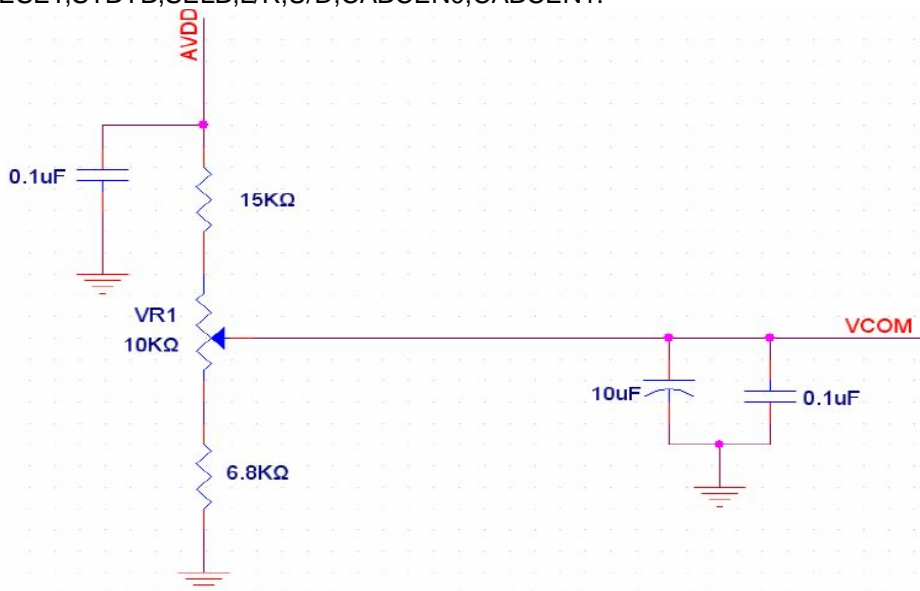 AVDD
0.1uF
15KΩ
VR1
10KΩ
VCOM
10uF
0.1uF
6.8KΩ